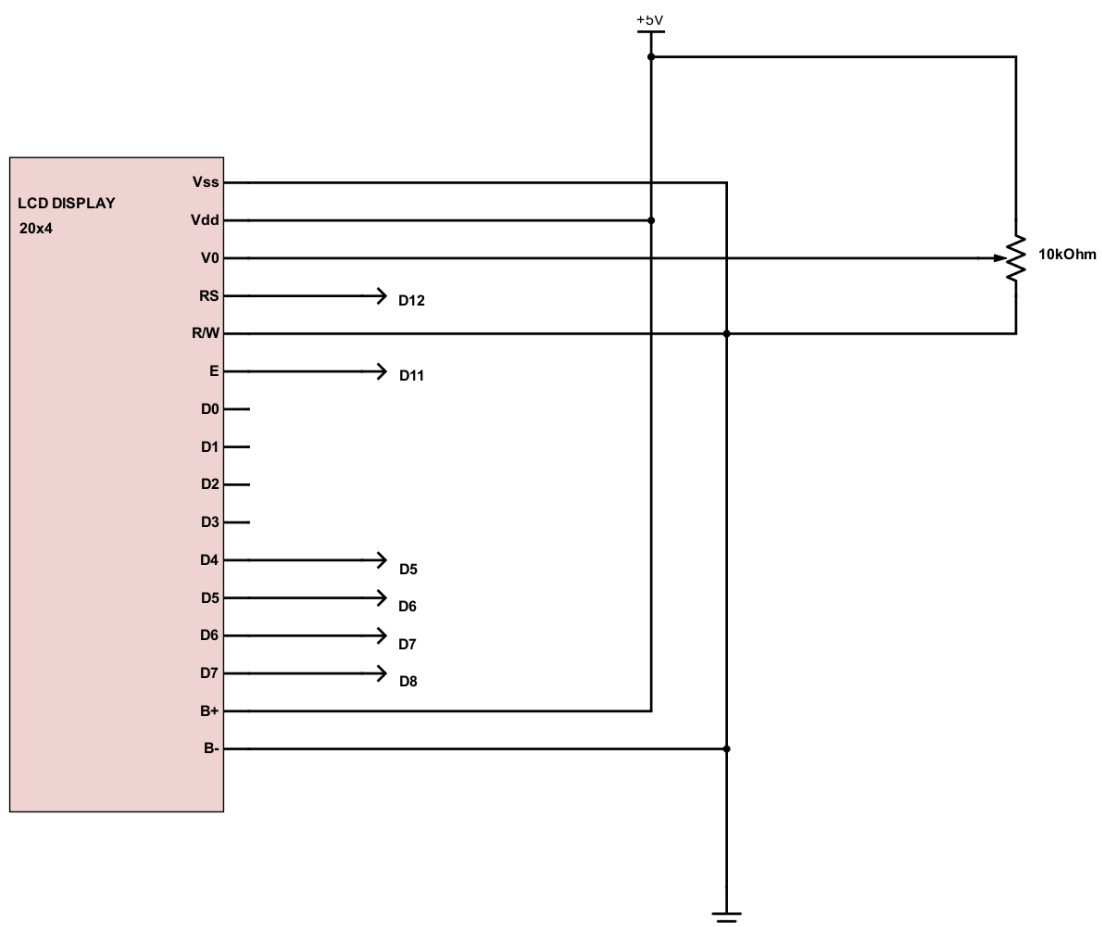 +5V
LCD DISPLAY
20x4
Vss
Vdd
V0
10kOhm
RS
D12
R/W
E
D11
D0
D1
D2
D3
D4
D5
D5
D6
D6
D7
D7
D8
B+
B-